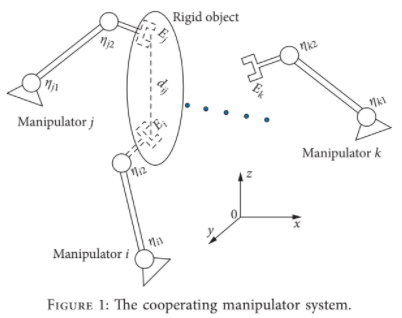 Rigid object
E_j
η_j2
η_k2
d_ij
η_j1
E_k
η_k1
Manipulator j
E_i
Manipulator k
η_i2
z
0
x
y
η_i1
Manipulator i
FIGURE 1: The cooperating manipulator system.